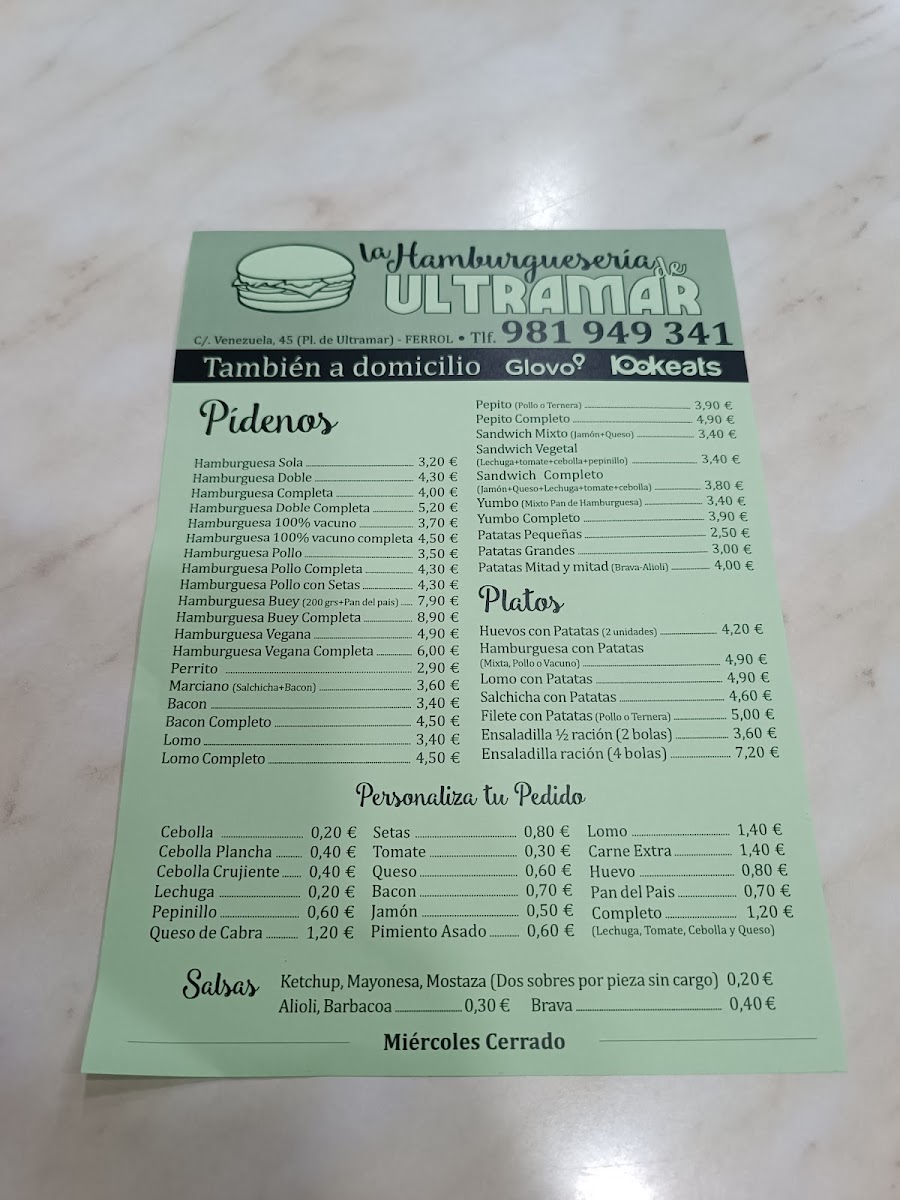 la Hamburguesería de
ULTRAMAR
C/. Venezuela, 45 (Pl. de Ultramar) - FERROL • Tlf. 981 949 341
También a domicilio Glovo lookeats
Pídenos
Hamburguesa Sola 3,20 €
Hamburguesa Doble 4,30 €
Hamburguesa Completa 4,00 €
Hamburguesa Doble Completa 5,20 €
Hamburguesa 100% vacuno 3,70 €
Hamburguesa 100% vacuno completa 4,50 €
Hamburguesa Pollo 3,50 €
Hamburguesa Pollo Completa 4,30 €
Hamburguesa Pollo con Setas 4,30 €
Hamburguesa Buey (200 grs+Pan del pais) 7,90 €
Hamburguesa Buey Completa 8,90 €
Hamburguesa Vegana 4,90 €
Hamburguesa Vegana Completa 6,00 €
Perrito 2,90 €
Marciano (Salchicha+Bacon) 3,60 €
Bacon 3,40 €
Bacon Completo 4,50 €
Lomo 3,40 €
Lomo Completo 4,50 €
Pepito (Pollo o Ternera) 3,90 €
Pepito Completo 4,90 €
Sandwich Mixto (Jamón+Queso) 3,40 €
Sandwich Vegetal
(Lechuga+tomate+cebolla+pepinillo) 3,40 €
Sandwich Completo
(Jamón+Queso+Lechuga+tomate+cebolla) 3,80 €
Yumbo (Mixto Pan de Hamburguesa) 3,40 €
Yumbo Completo 3,90 €
Patatas Pequeñas 2,50 €
Patatas Grandes 3,00 €
Patatas Mitad y mitad (Brava-Alioli) 4,00 €
Platos
Huevos con Patatas (2 unidades) 4,20 €
Hamburguesa con Patatas
(Mixta, Pollo o Vacuno) 4,90 €
Lomo con Patatas 4,90 €
Salchicha con Patatas 4,60 €
Filete con Patatas (Pollo o Ternera) 5,00 €
Ensaladilla ½ ración (2 bolas) 3,60 €
Ensaladilla ración (4 bolas) 7,20 €
Personaliza tu Pedido
Cebolla 0,20 €
Cebolla Plancha 0,40 €
Cebolla Crujiente 0,40 €
Lechuga 0,20 €
Pepinillo 0,60 €
Queso de Cabra 1,20 €
Setas 0,80 €
Tomate 0,30 €
Queso 0,60 €
Bacon 0,70 €
Jamón 0,50 €
Pimiento Asado 0,60 €
Lomo 1,40 €
Carne Extra 1,40 €
Huevo 0,80 €
Pan del Pais 0,70 €
Completo 1,20 €
(Lechuga, Tomate, Cebolla y Queso)
Salsas
Ketchup, Mayonesa, Mostaza (Dos sobres por pieza sin cargo) 0,20 €
Alioli, Barbacoa 0,30 € Brava 0,40 €
Miércoles Cerrado